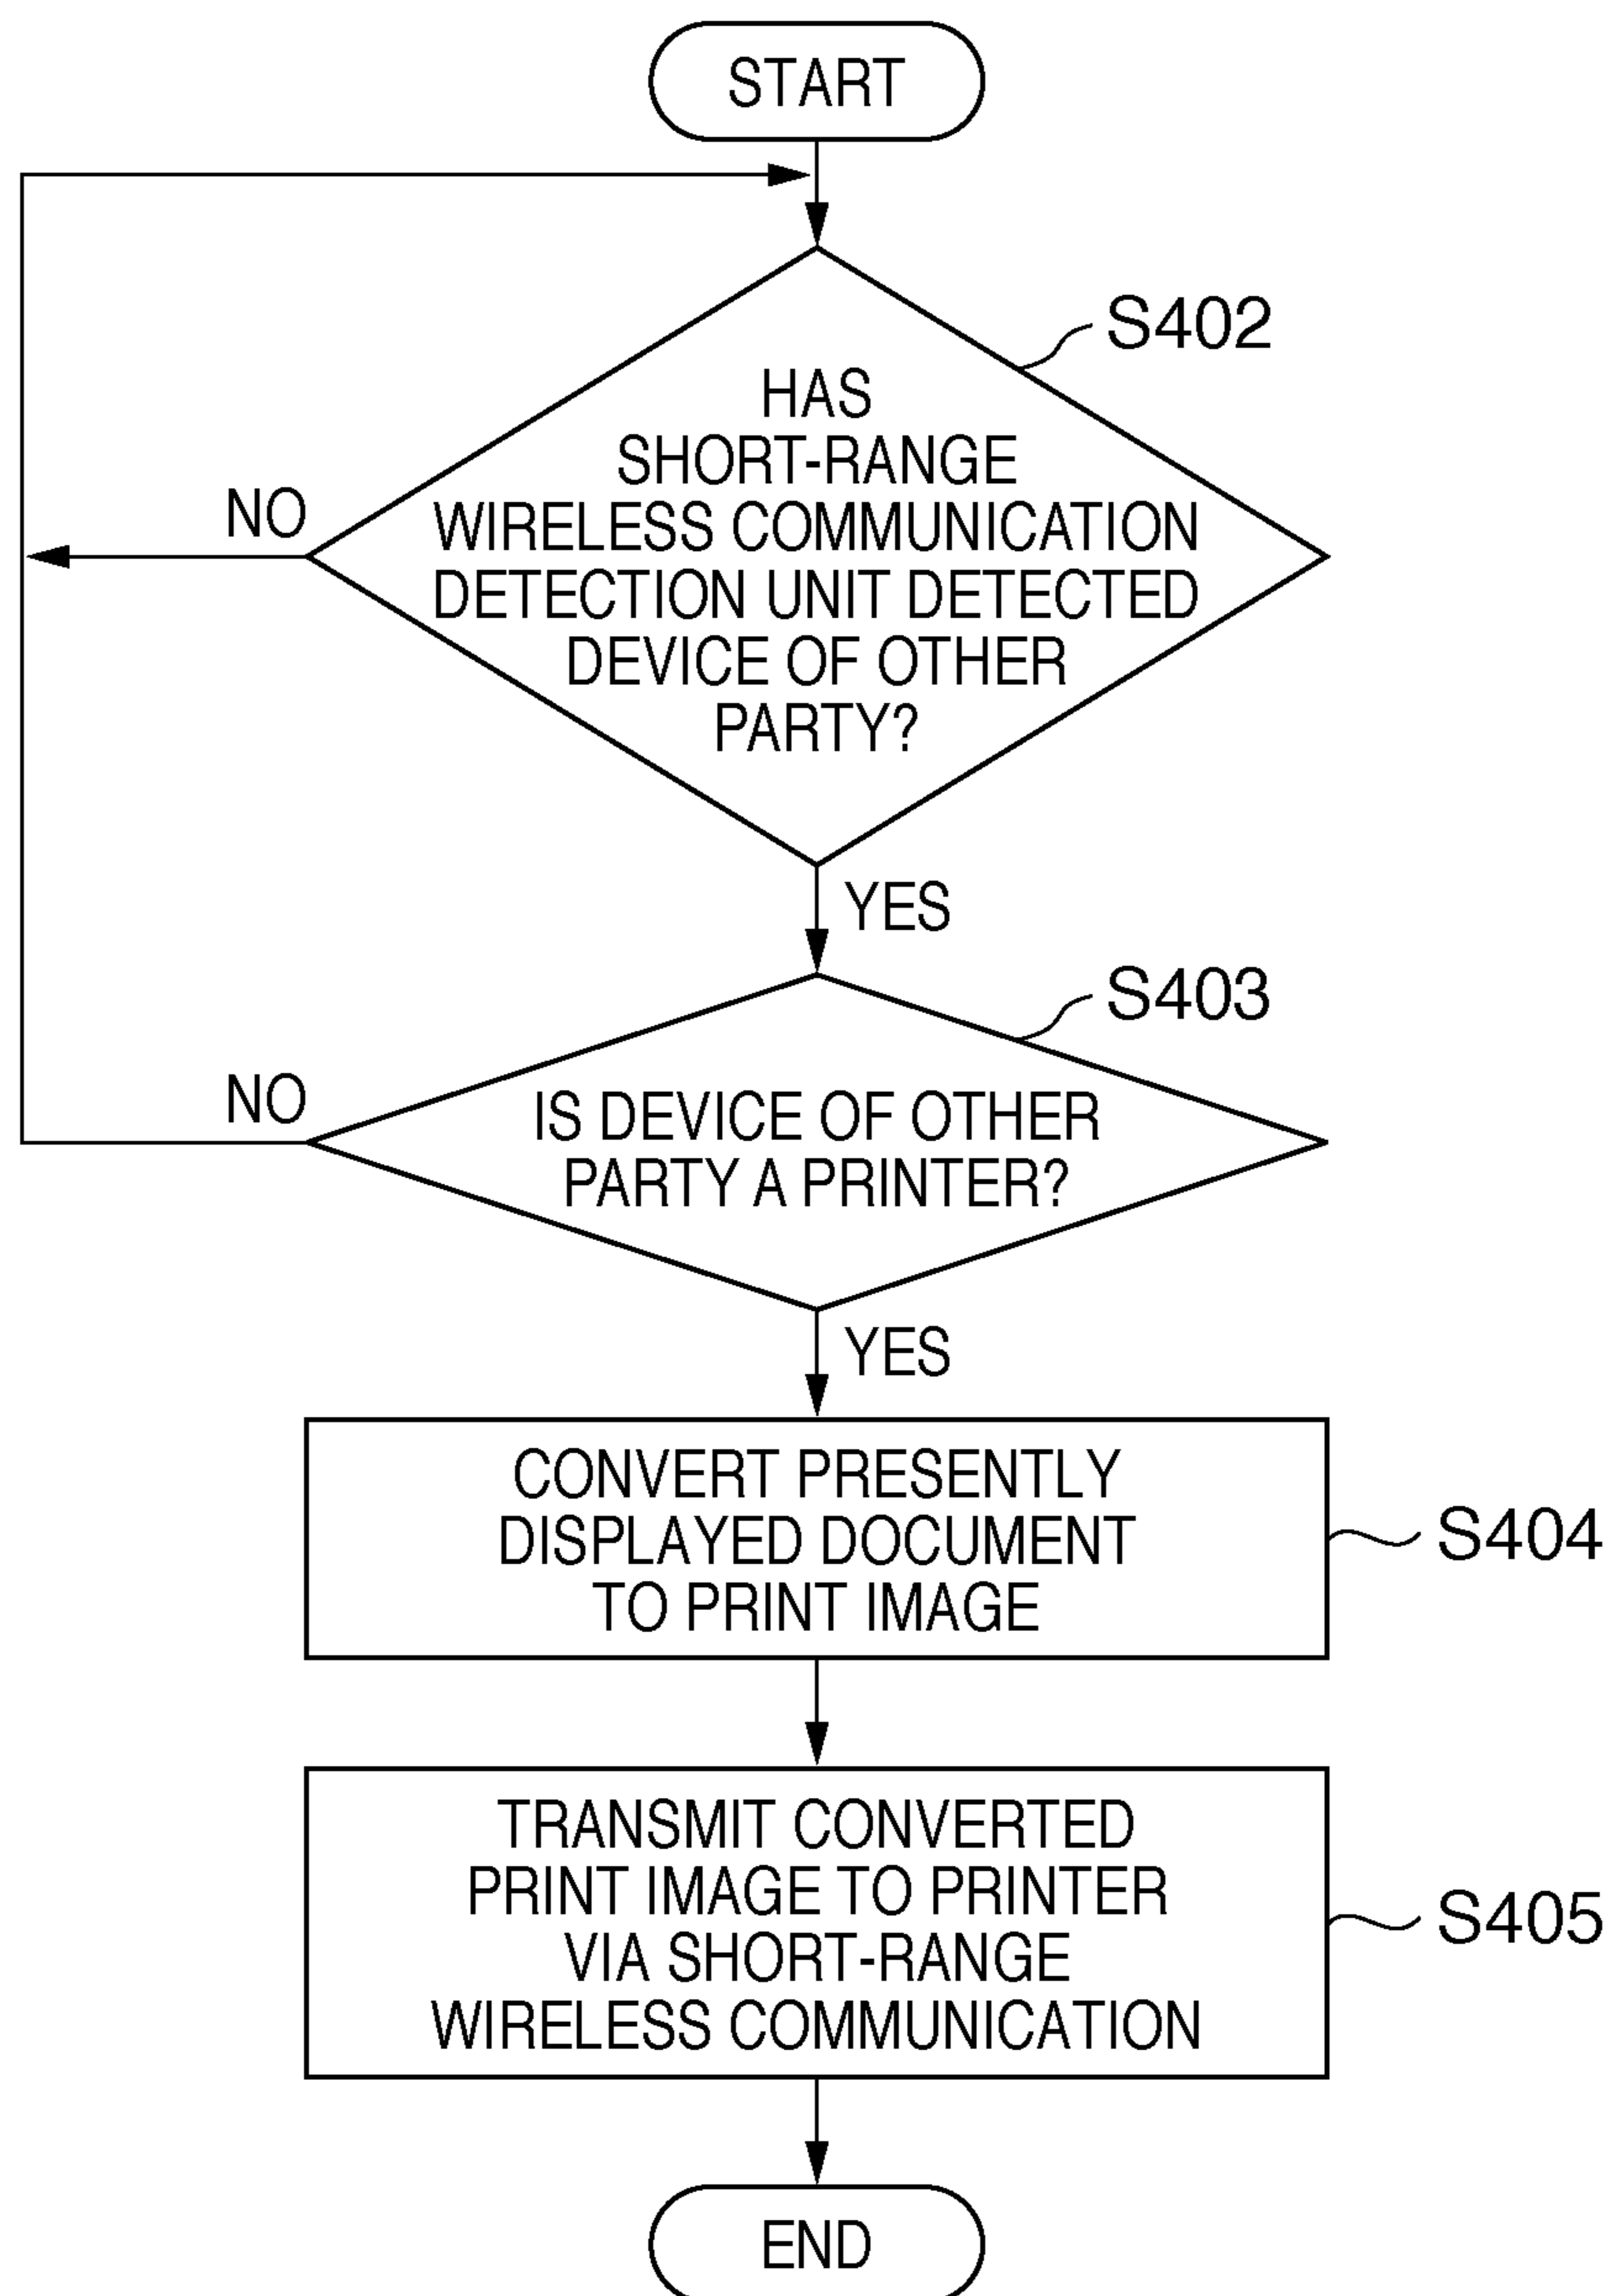 START
S402
HAS
SHORT-RANGE
WIRELESS COMMUNICATION
DETECTION UNIT DETECTED
DEVICE OF OTHER
PARTY?
NO
YES
S403
IS DEVICE OF OTHER
PARTY A PRINTER?
NO
YES
CONVERT PRESENTLY
DISPLAYED DOCUMENT
TO PRINT IMAGE
S404
TRANSMIT CONVERTED
PRINT IMAGE TO PRINTER
VIA SHORT-RANGE
WIRELESS COMMUNICATION
S405
END